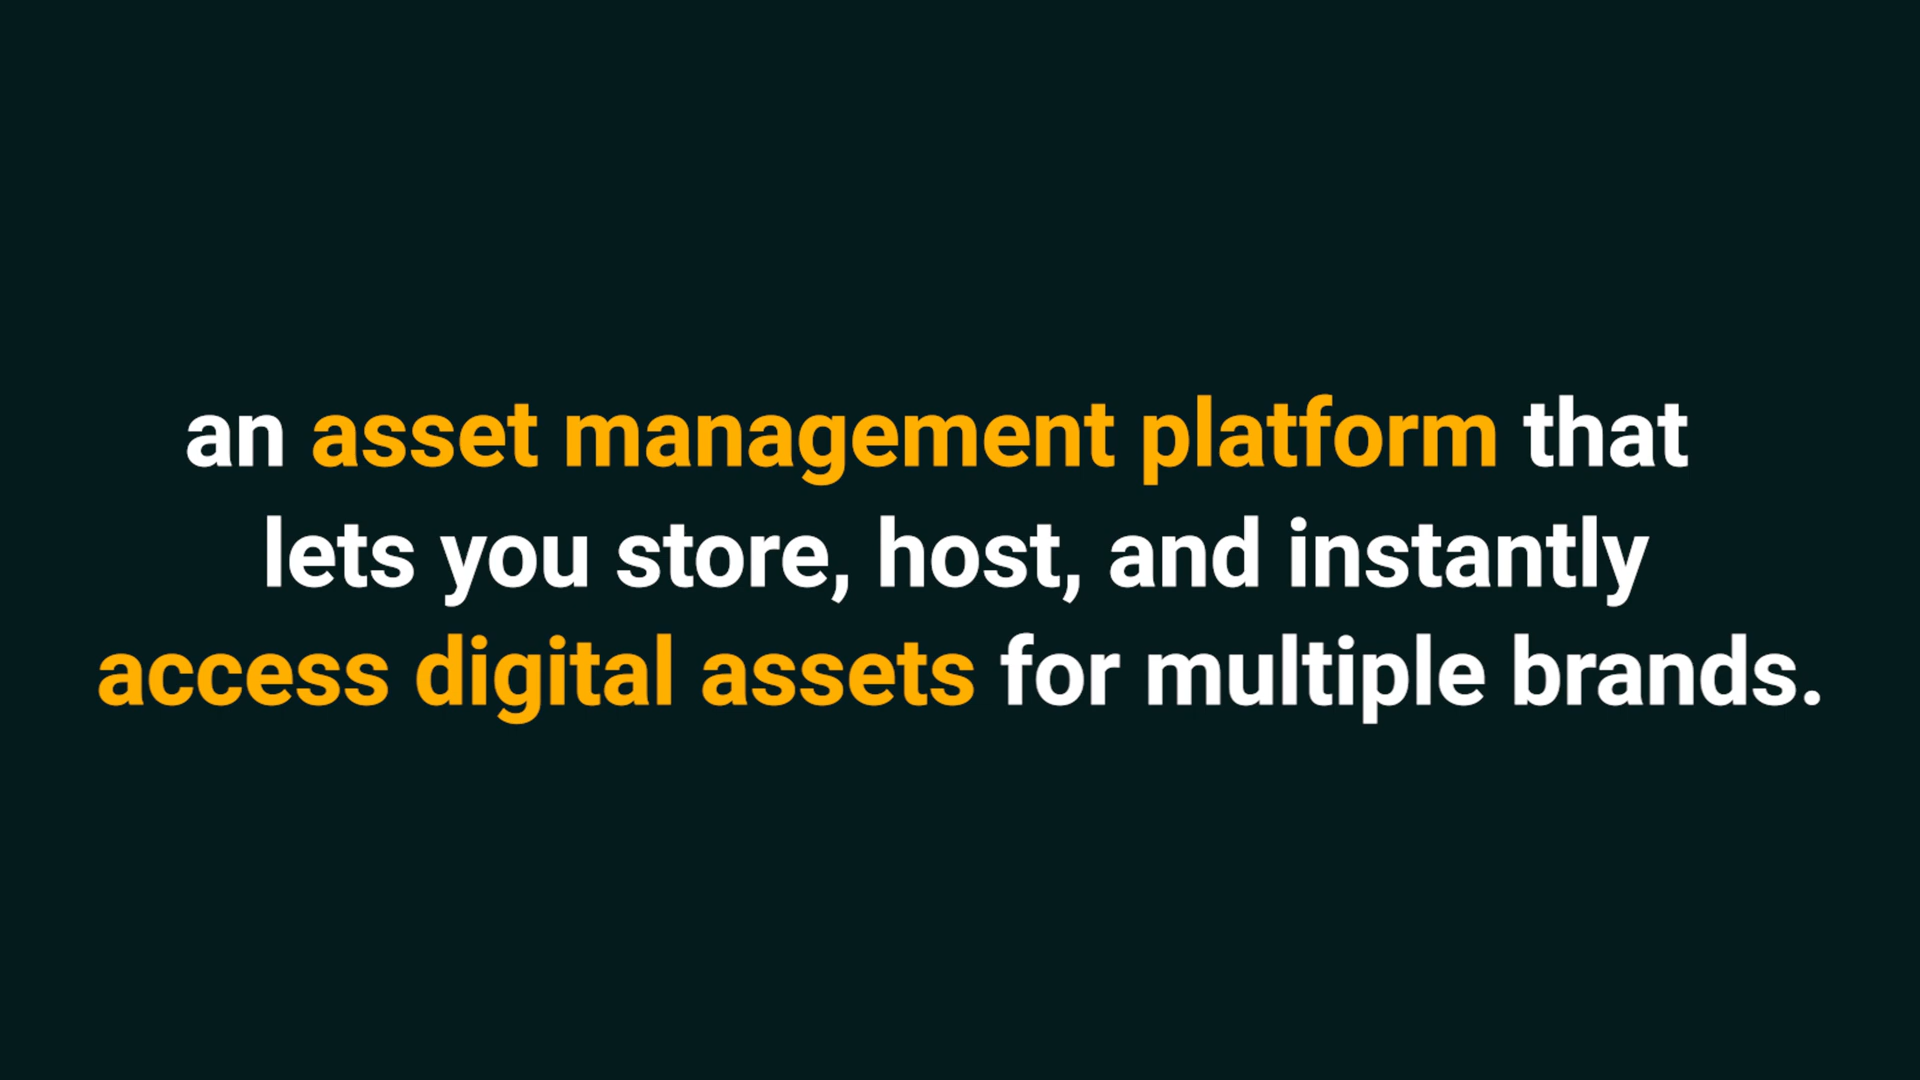 an asset management platform that
lets you store, host, and instantly
access digital assets for multiple brands.